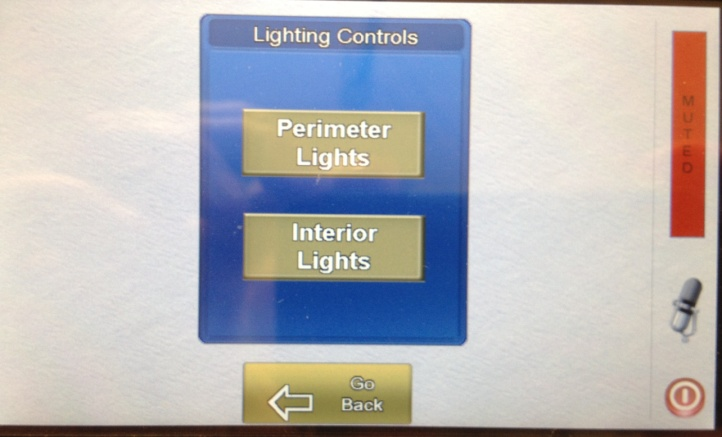 Lighting Controls
Perimeter
Lights
Interior
Lights
Go
Back
MUTED